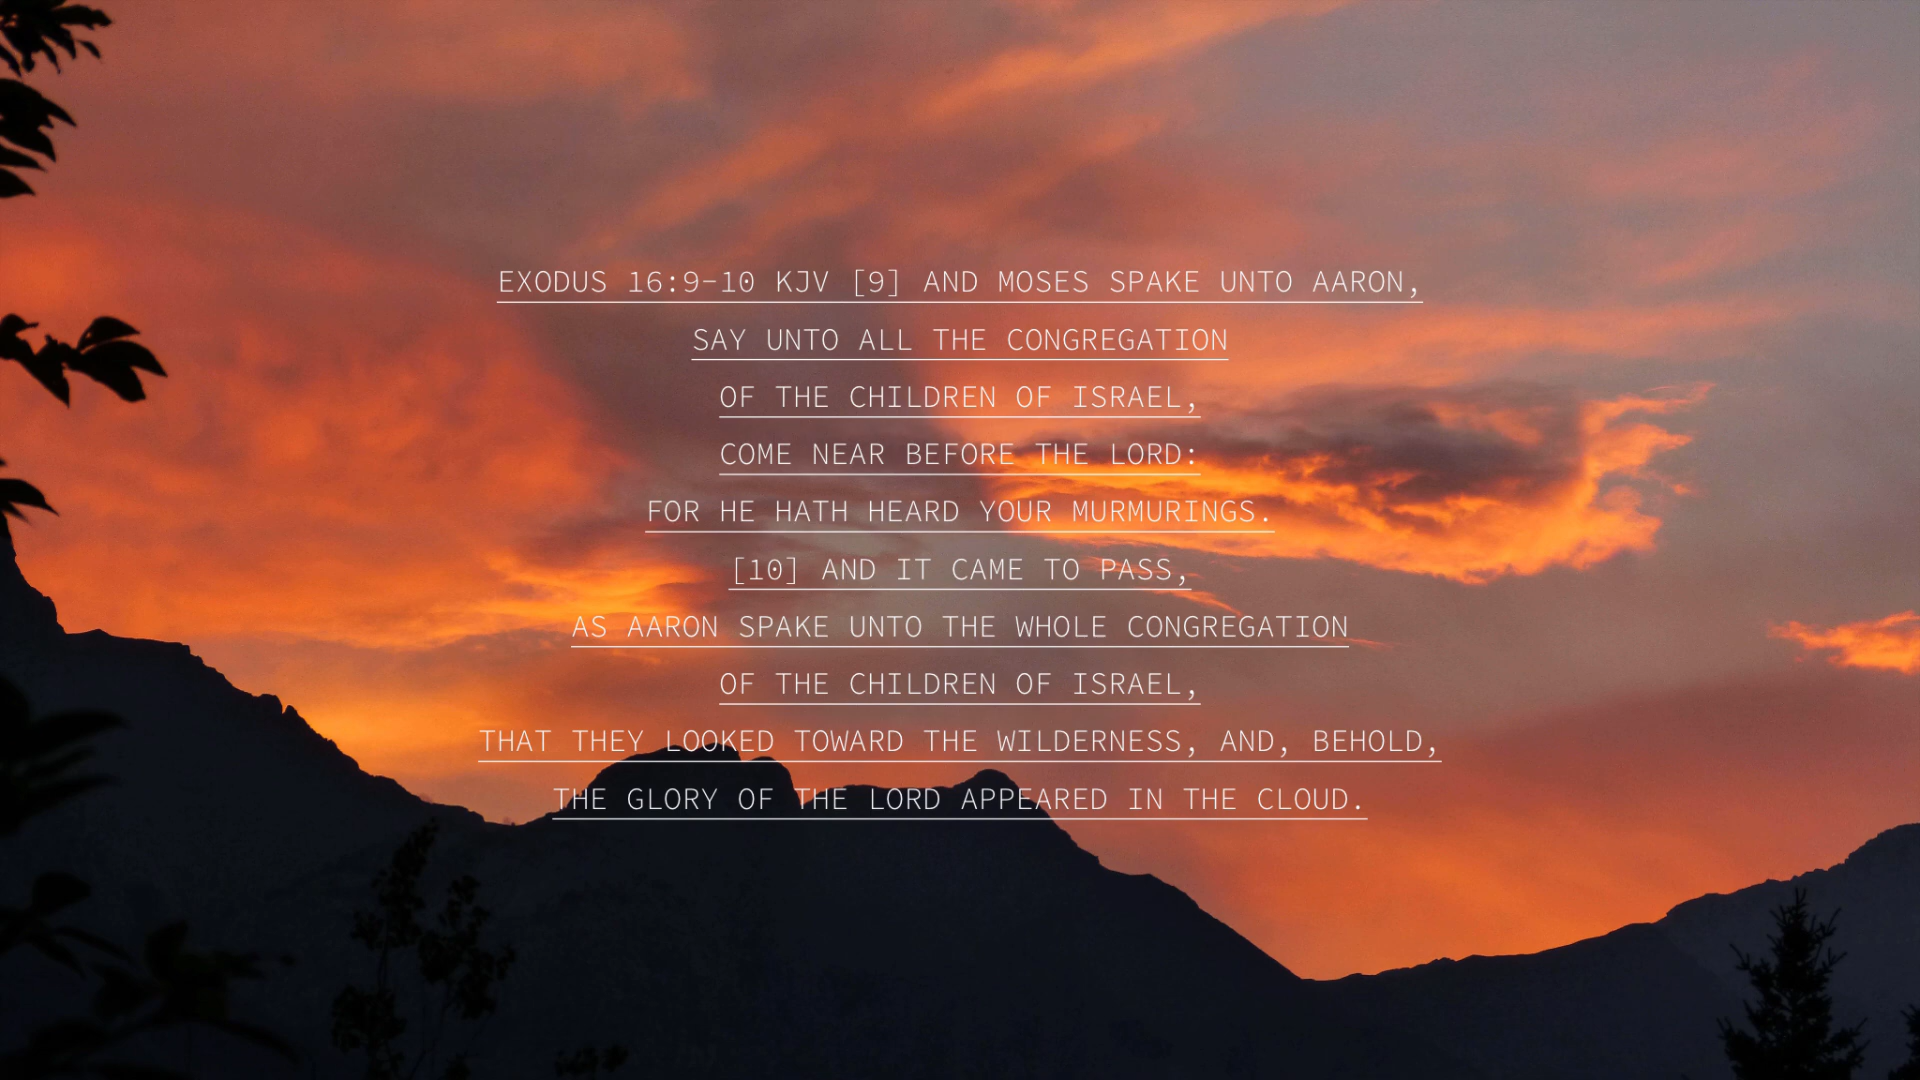 EXODUS 16:9-10 KJV [9] AND MOSES SPAKE UNTO AARON,
SAY UNTO ALL THE CONGREGATION
OF THE CHILDREN OF ISRAEL,
COME NEAR BEFORE THE LORD:
FOR HE HATH HEARD YOUR MURMURINGS.
[10] AND IT CAME TO PASS,
AS AARON SPAKE UNTO THE WHOLE CONGREGATION
OF THE CHILDREN OF ISRAEL,
THAT THEY LOOKED TOWARD THE WILDERNESS, AND, BEHOLD,
THE GLORY OF THE LORD APPEARED IN THE CLOUD.